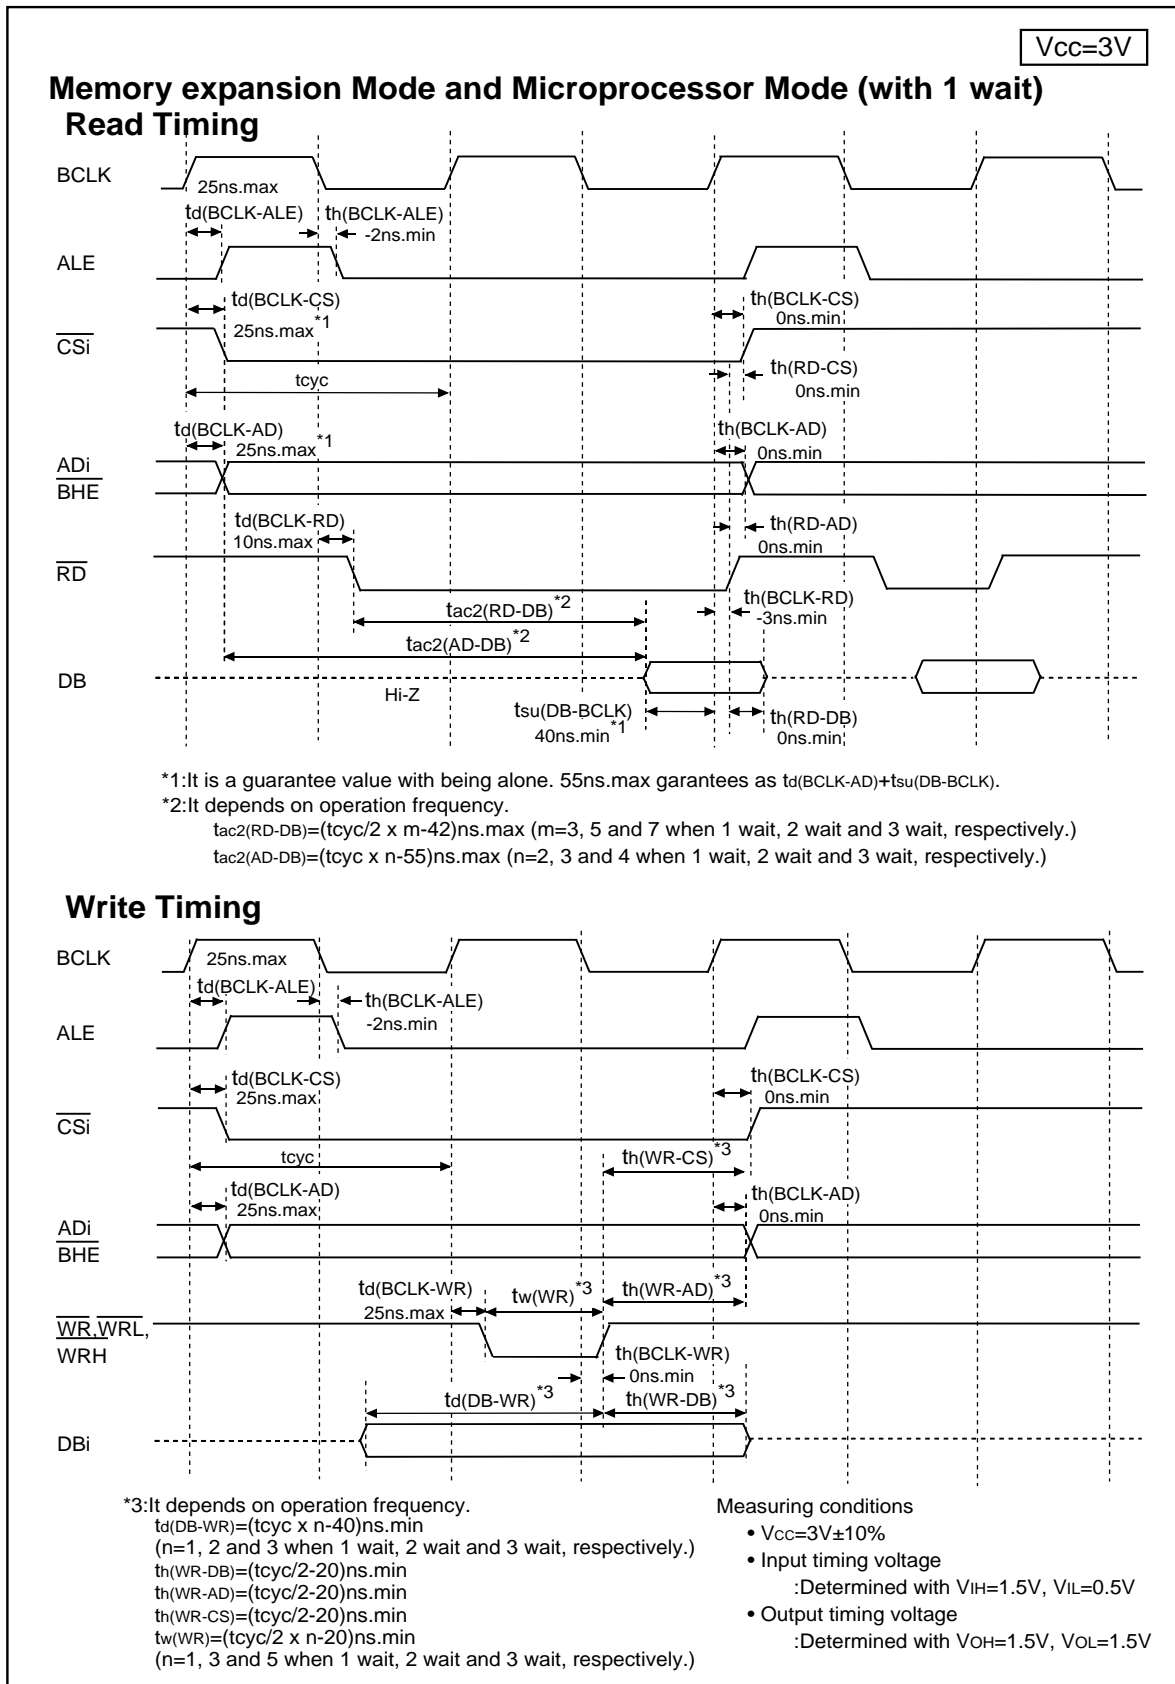 Vcc=3V
Memory expansion Mode and Microprocessor Mode (with 1 wait)
Read Timing
BCLK
25ns.max
td(BCLK-ALE)
th(BCLK-ALE)
-2ns.min
ALE
td(BCLK-CS)
25ns.max*1
th(BCLK-CS)
0ns.min
CSi
th(RD-CS)
0ns.min
tcyc
td(BCLK-AD)
25ns.max*1
th(BCLK-AD)
0ns.min
ADi
BHE
td(BCLK-RD)
10ns.max
th(RD-AD)
0ns.min
RD
th(BCLK-RD)
-3ns.min
tac2(RD-DB)*2
tac2(AD-DB)*2
DB
Hi-Z
tsu(DB-BCLK)
40ns.min*1
th(RD-DB)
0ns.min
*1:It is a guarantee value with being alone. 55ns.max garantees as td(BCLK-AD)+tsu(DB-BCLK).
*2:It depends on operation frequency.
tac2(RD-DB)=(tcyc/2 x m-42)ns.max (m=3, 5 and 7 when 1 wait, 2 wait and 3 wait, respectively.)
tac2(AD-DB)=(tcyc x n-55)ns.max (n=2, 3 and 4 when 1 wait, 2 wait and 3 wait, respectively.)
Write Timing
BCLK
25ns.max
td(BCLK-ALE)
th(BCLK-ALE)
-2ns.min
ALE
td(BCLK-CS)
25ns.max
th(BCLK-CS)
0ns.min
CSi
tcyc
th(WR-CS)*3
td(BCLK-AD)
25ns.max
th(BCLK-AD)
0ns.min
ADi
BHE
td(BCLK-WR)
25ns.max
tw(WR)*3
th(WR-AD)*3
WR,WRL,
WRH
th(BCLK-WR)
0ns.min
td(DB-WR)*3
th(WR-DB)*3
DBi
*3:It depends on operation frequency.
td(DB-WR)=(tcyc x n-40)ns.min
(n=1, 2 and 3 when 1 wait, 2 wait and 3 wait, respectively.)
th(WR-DB)=(tcyc/2-20)ns.min
th(WR-AD)=(tcyc/2-20)ns.min
th(WR-CS)=(tcyc/2-20)ns.min
tw(WR)=(tcyc/2 x n-20)ns.min
(n=1, 3 and 5 when 1 wait, 2 wait and 3 wait, respectively.)
Measuring conditions
• VCC=3V±10%
• Input timing voltage
:Determined with VIH=1.5V, VIL=0.5V
• Output timing voltage
:Determined with VOH=1.5V, VOL=1.5V